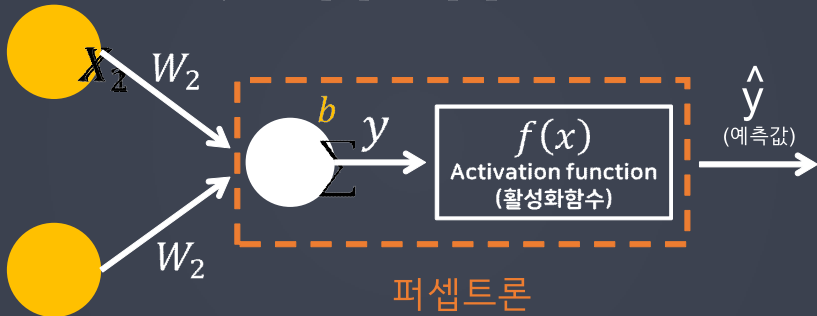 X₂
W₂
b
y
∑
f(x)
Activation function
(활성화함수)
ŷ
(예측값)
W₂
퍼셉트론